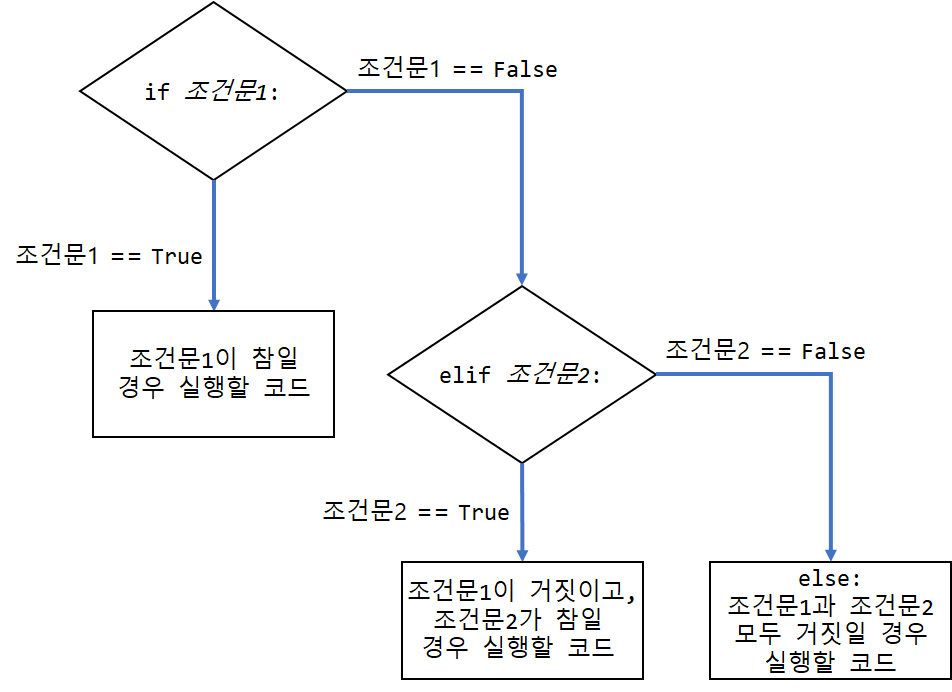 조건문1 == False
if 조건문1:
조건문1 == True
조건문1이 참일
경우 실행할 코드
조건문2 == False
elif 조건문2:
조건문2 == True
조건문1이 거짓이고,
조건문2가 참일
경우 실행할 코드
else:
조건문1과 조건문2
모두 거짓일 경우
실행할 코드